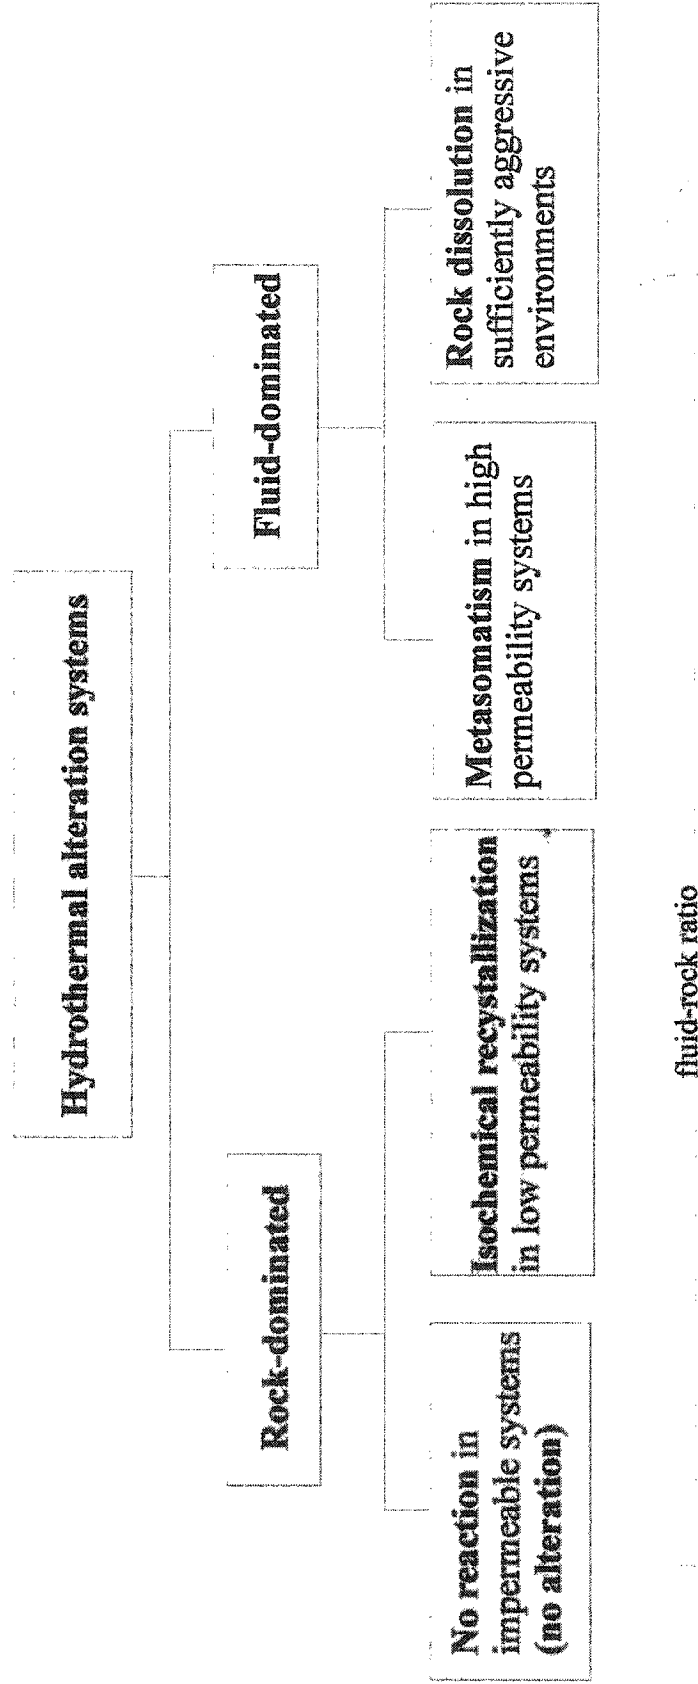 Hydrothermal alteration systems
Rock-dominated
Fluid-dominated
No reaction in
impermeable systems
(no alteration)
Isochemical recystallization
in low permeability systems
Metasomatism in high
permeability systems
Rock dissolution in
sufficiently aggressive
environments
fluid-rock ratio